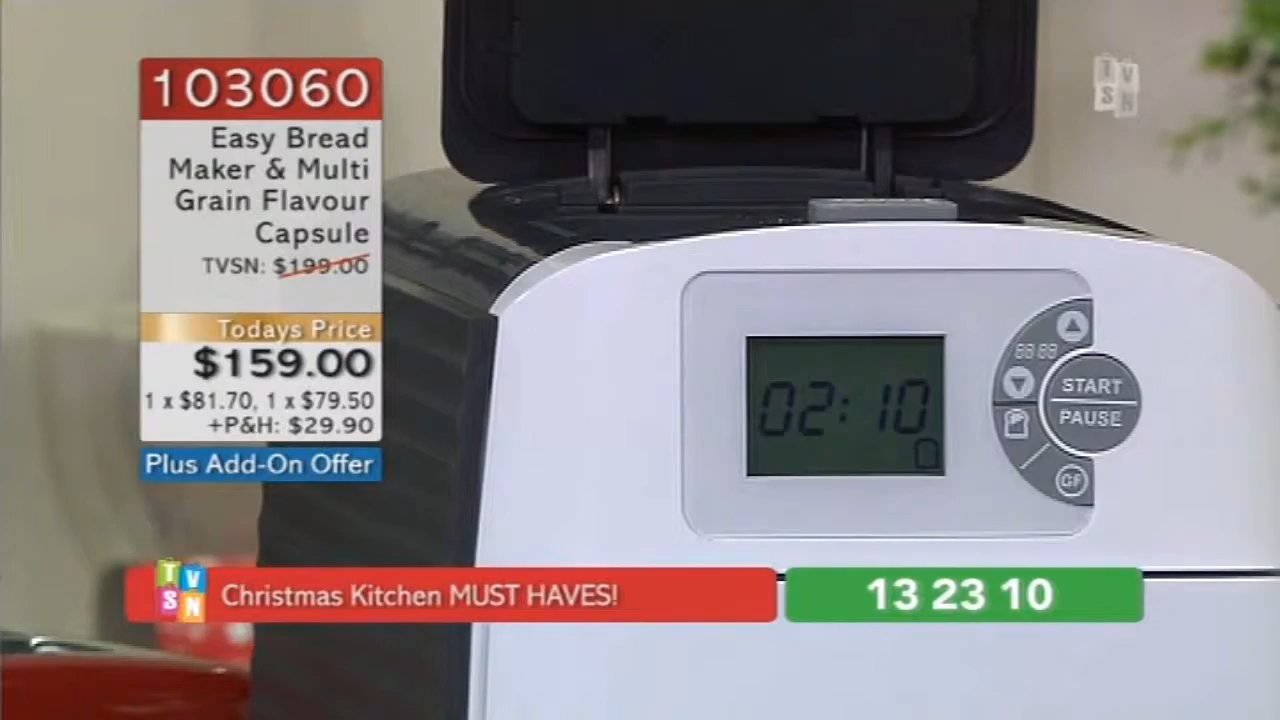 103060
Easy Bread
Maker & Multi
Grain Flavour
Capsule
TVSN: $199.00
Todays Price
$159.00
1 x $81.70, 1 x $79.50
+P&H: $29.90
Plus Add-On Offer
TVSN
02:10
88 88
START
PAUSE
GF
TVSN
Christmas Kitchen MUST HAVES!
13 23 10